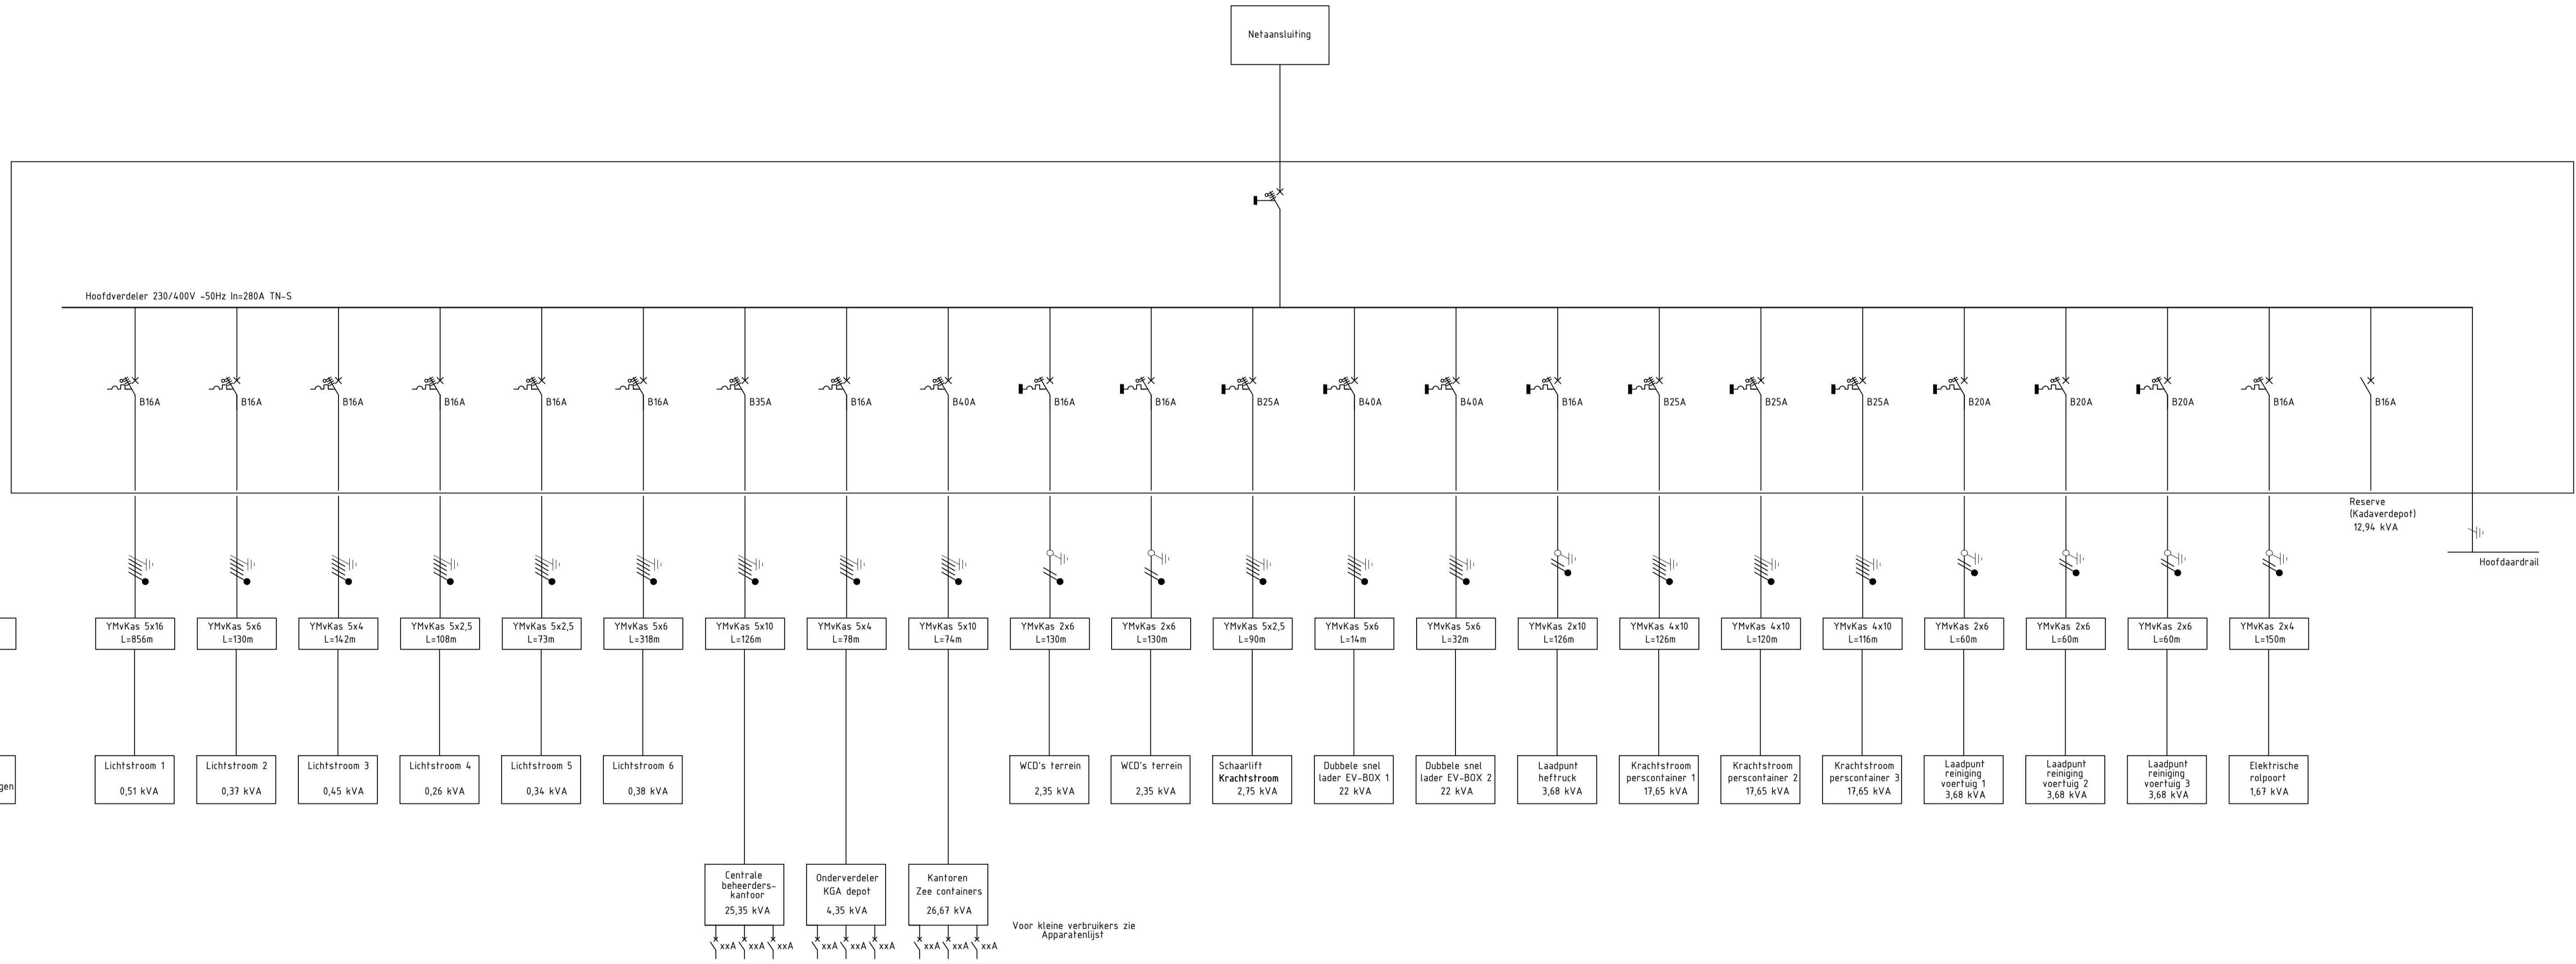 Netaansluiting
Hoofdverdeler 230/400V ~50Hz In=280A TN-S
B16A
B16A
B16A
B16A
B16A
B16A
B35A
B16A
B40A
B16A
B16A
B25A
B40A
B40A
B16A
B25A
B25A
B25A
B20A
B20A
B20A
B16A
B16A
Reserve
(Kadaverdepot)
12,94 kVA
Hoofdaardrail
YMvKas 5x16
L=856m
YMvKas 5x6
L=130m
YMvKas 5x4
L=142m
YMvKas 5x2,5
L=108m
YMvKas 5x2,5
L=73m
YMvKas 5x6
L=318m
YMvKas 5x10
L=126m
YMvKas 5x4
L=78m
YMvKas 5x10
L=74m
YMvKas 2x6
L=130m
YMvKas 2x6
L=130m
YMvKas 5x2,5
L=90m
YMvKas 5x6
L=14m
YMvKas 5x6
L=32m
YMvKas 2x10
L=126m
YMvKas 4x10
L=126m
YMvKas 4x10
L=120m
YMvKas 4x10
L=116m
YMvKas 2x6
L=60m
YMvKas 2x6
L=60m
YMvKas 2x6
L=60m
YMvKas 2x4
L=150m
gen
Lichtstroom 1
0,51 kVA
Lichtstroom 2
0,37 kVA
Lichtstroom 3
0,45 kVA
Lichtstroom 4
0,26 kVA
Lichtstroom 5
0,34 kVA
Lichtstroom 6
0,38 kVA
WCD's terrein
2,35 kVA
WCD's terrein
2,35 kVA
Schaarlift
Krachtstroom
2,75 kVA
Dubbele snel
lader EV-BOX 1
22 kVA
Dubbele snel
lader EV-BOX 2
22 kVA
Laadpunt
heftruck
3,68 kVA
Krachtstroom
perscontainer 1
17,65 kVA
Krachtstroom
perscontainer 2
17,65 kVA
Krachtstroom
perscontainer 3
17,65 kVA
Laadpunt
reiniging
voertuig 1
3,68 kVA
Laadpunt
reiniging
voertuig 2
3,68 kVA
Laadpunt
reiniging
voertuig 3
3,68 kVA
Elektrische
rolpoort
1,67 kVA
Centrale
beheerders-
kantoor
25,35 kVA
Onderverdeler
KGA depot
4,35 kVA
Kantoren
Zee containers
26,67 kVA
xxA xxA xxA
xxA xxA xxA
xxA xxA xxA
Voor kleine verbruikers zie
Apparatenlijst